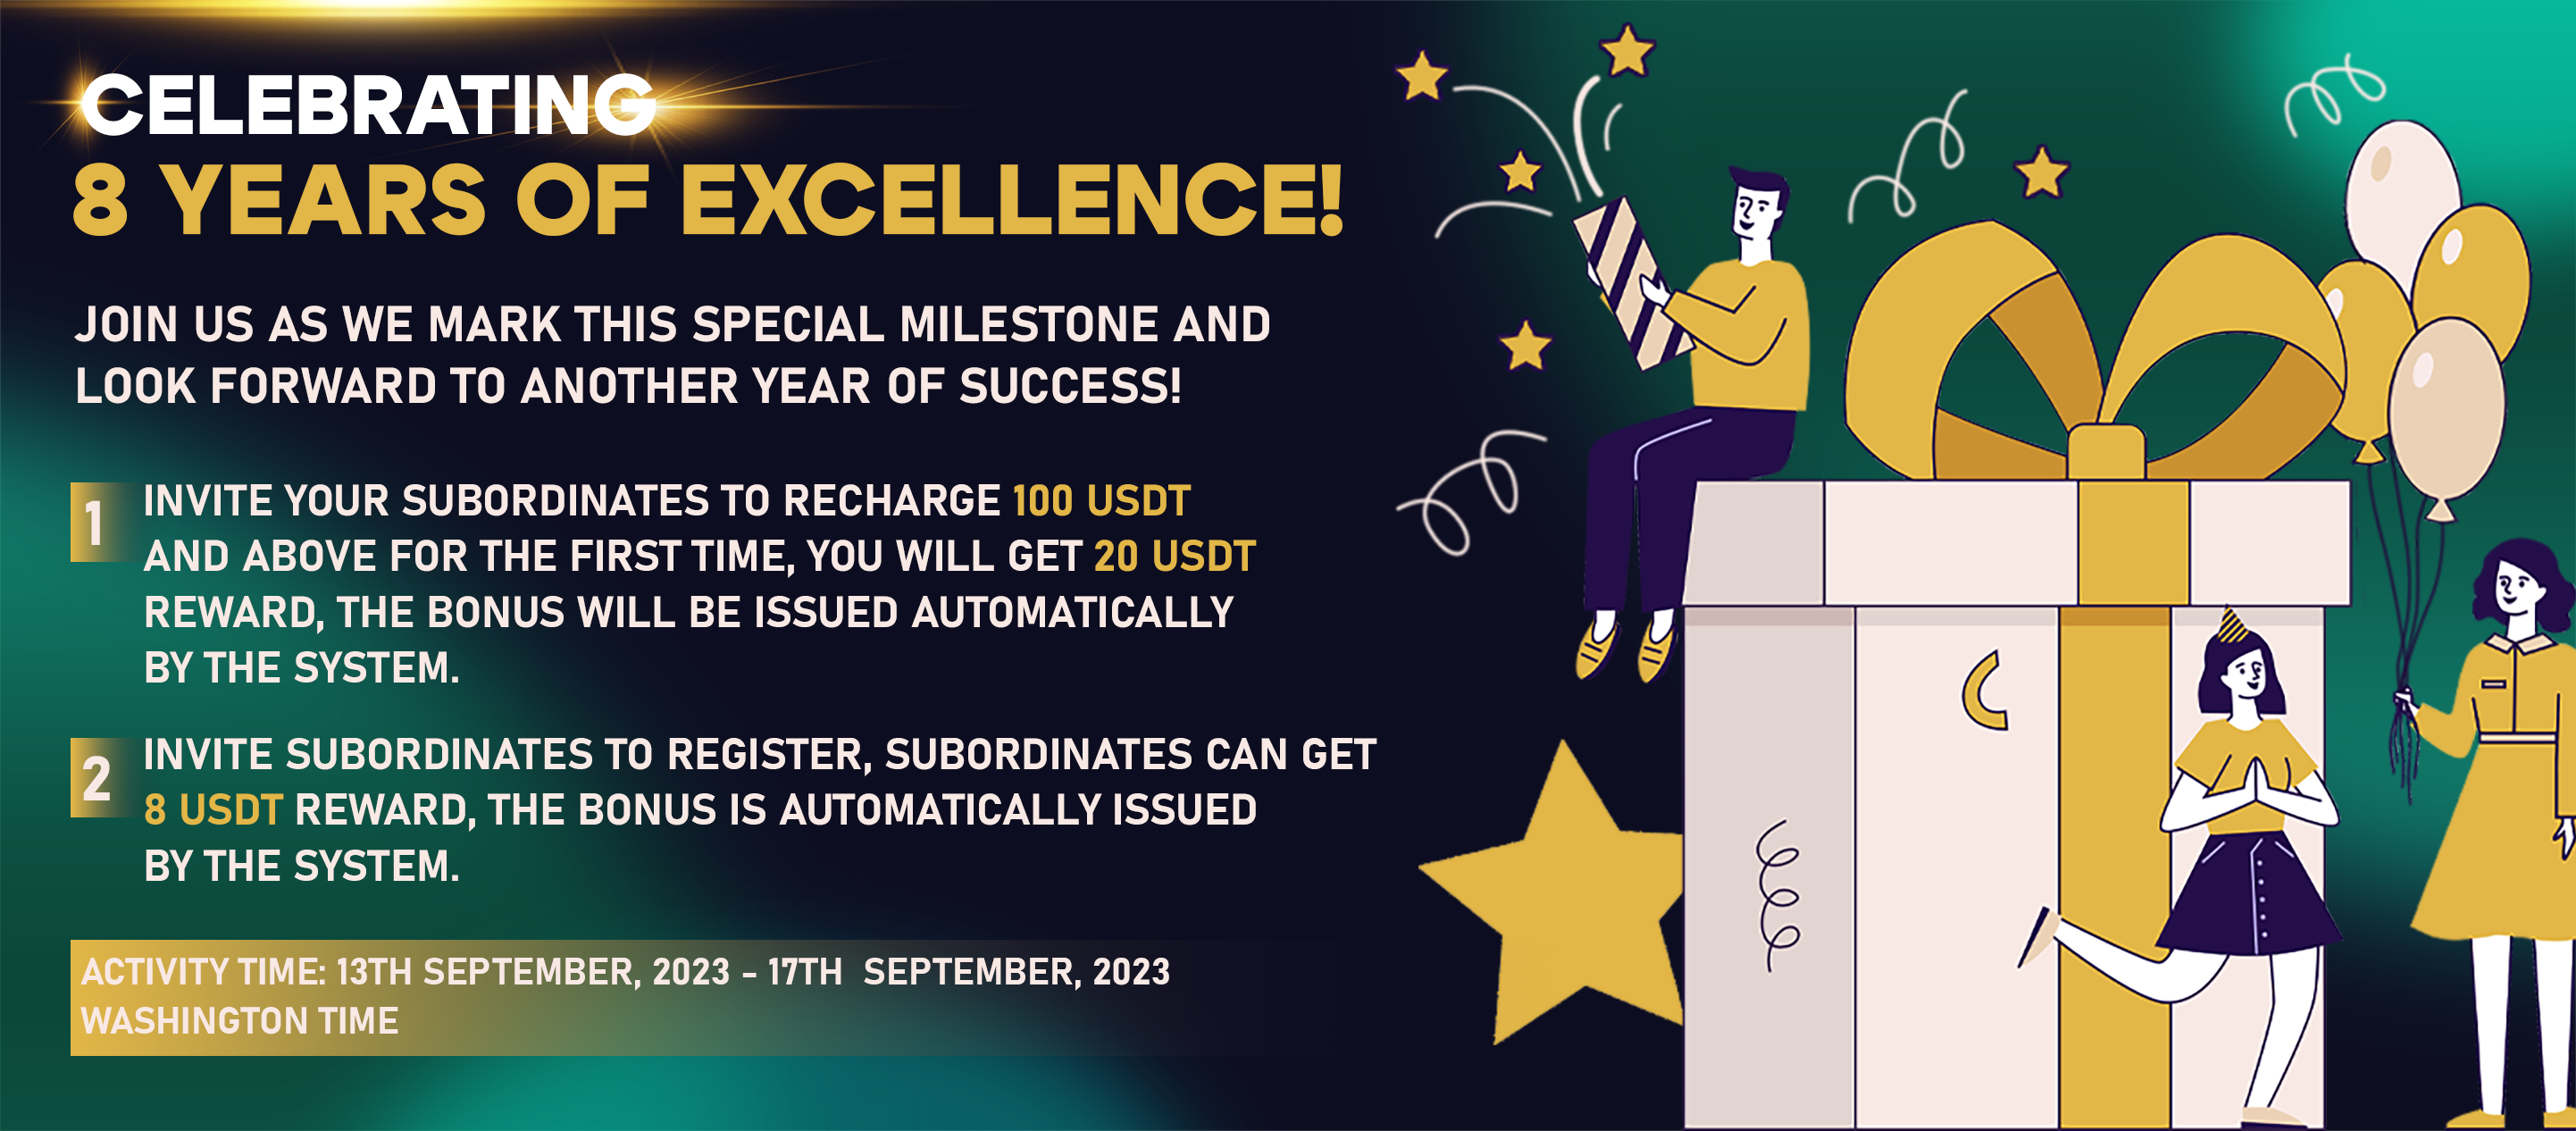 CELEBRATING
8 YEARS OF EXCELLENCE!
JOIN US AS WE MARK THIS SPECIAL MILESTONE AND
LOOK FORWARD TO ANOTHER YEAR OF SUCCESS!
1 INVITE YOUR SUBORDINATES TO RECHARGE 100 USDT
AND ABOVE FOR THE FIRST TIME, YOU WILL GET 20 USDT
REWARD, THE BONUS WILL BE ISSUED AUTOMATICALLY
BY THE SYSTEM.
2 INVITE SUBORDINATES TO REGISTER, SUBORDINATES CAN GET
8 USDT REWARD, THE BONUS IS AUTOMATICALLY ISSUED
BY THE SYSTEM.
ACTIVITY TIME: 13TH SEPTEMBER, 2023 - 17TH SEPTEMBER, 2023
WASHINGTON TIME